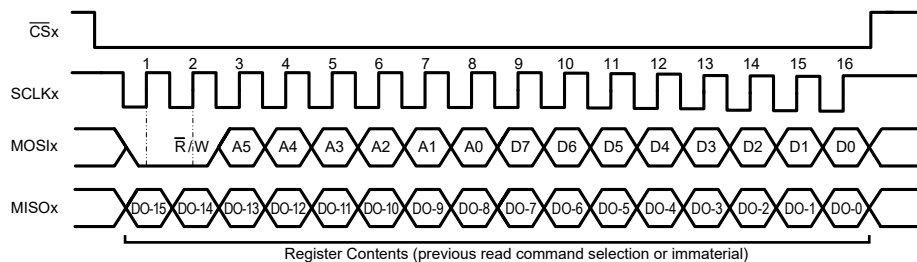 CSx
1 2 3 4 5 6 7 8 9 10 11 12 13 14 15 16
SCLKx
MOSIx R/W A5 A4 A3 A2 A1 A0 D7 D6 D5 D4 D3 D2 D1 D0
MISOx DO-15 DO-14 DO-13 DO-12 DO-11 DO-10 DO-9 DO-8 DO-7 DO-6 DO-5 DO-4 DO-3 DO-2 DO-1 DO-0
Register Contents (previous read command selection or immaterial)